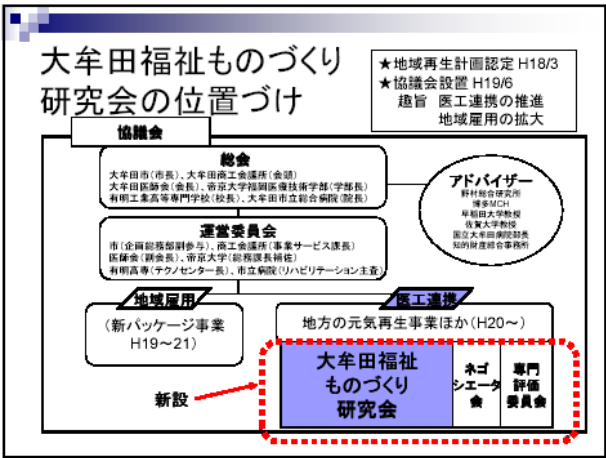 大牟田福祉ものづくり
研究会の位置づけ
★地域再生計画認定 H18/3
★協議会設置 H19/6
趣旨 医工連携の推進
地域雇用の拡大
協議会
総会
大牟田市(市長)、大牟田商工会議所(会頭)
大牟田医師会(会長)、帝京大学福岡医療技術学部(学部長)
有明工業高等専門学校(校長)、大牟田市立総合病院(院長)
アドバイザー
野村総合研究所
博多MCH
早稲田大学教授
佐賀大学教授
国立大牟田病院部長
知的財産総合事務所
運営委員会
市(企画総務部副参与)、商工会議所(事業サービス課長)
医師会(副会長)、帝京大学(総務課長補佐)
有明高専(テクノセンター長)、市立病院(リハビリテーション主査)
地域雇用
(新パッケージ事業
H19～21)
医工連携
地方の元気再生事業ほか(H20～)
新設
大牟田福祉
ものづくり
研究会
ネゴ
シエータ
会
専門
評価
委員会